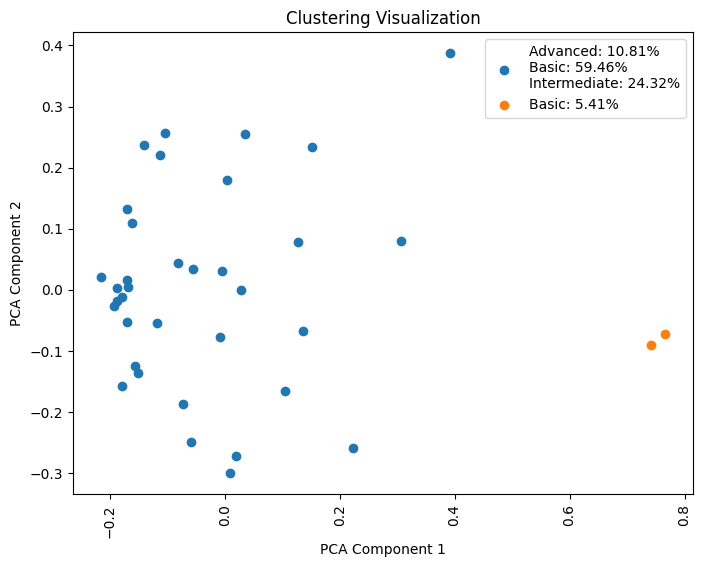 Clustering Visualization
Advanced: 10.81%
Basic: 59.46%
Intermediate: 24.32%
Basic: 5.41%
0.4
0.3
0.2
0.1
0.0
−0.1
−0.2
−0.3
PCA Component 2
−0.2
0.0
0.2
0.4
0.6
0.8
PCA Component 1